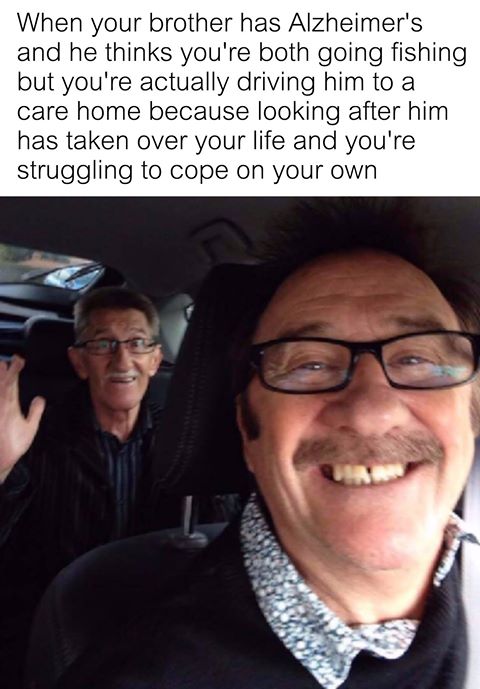 When your brother has Alzheimer's
and he thinks you're both going fishing
but you're actually driving him to a
care home because looking after him
has taken over your life and you're
struggling to cope on your own